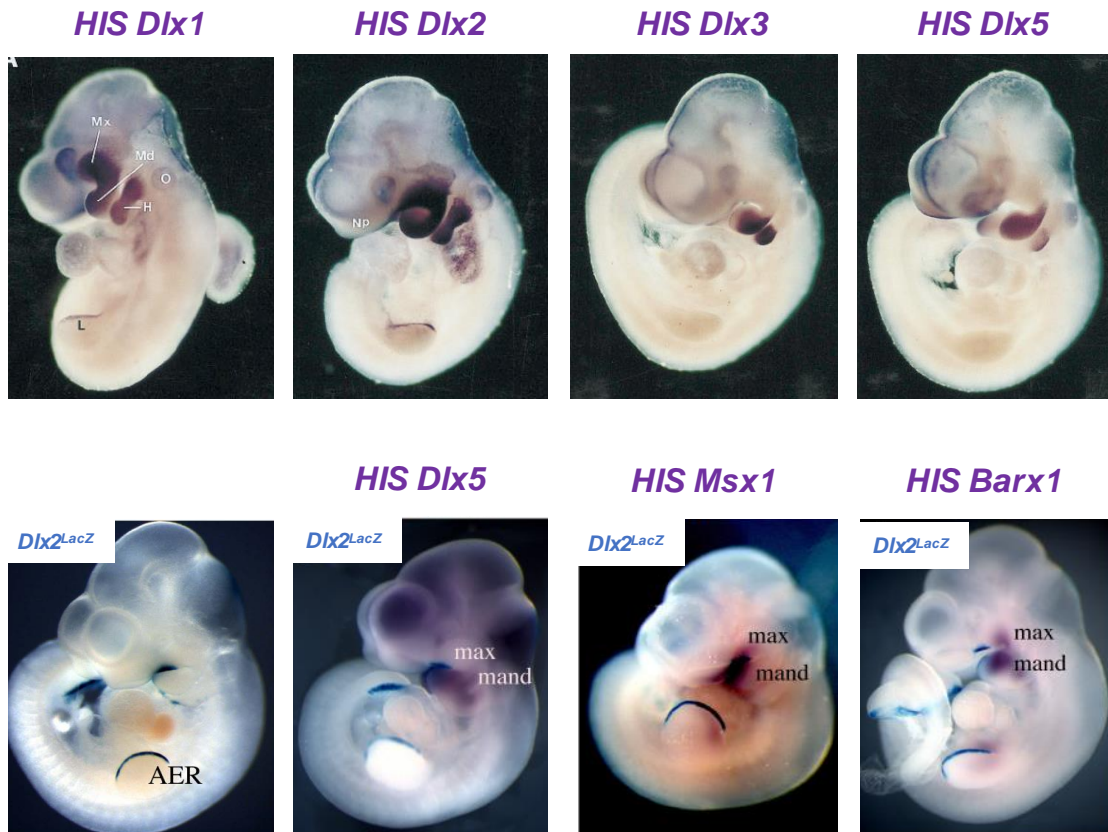 HIS Dlx1
HIS Dlx2
HIS Dlx3
HIS Dlx5
A
Mx
Md
O
H
L
Np
HIS Dlx5
HIS Msx1
HIS Barx1
Dlx2LacZ
Dlx2LacZ
Dlx2LacZ
Dlx2LacZ
AER
max
mand
max
mand
max
mand